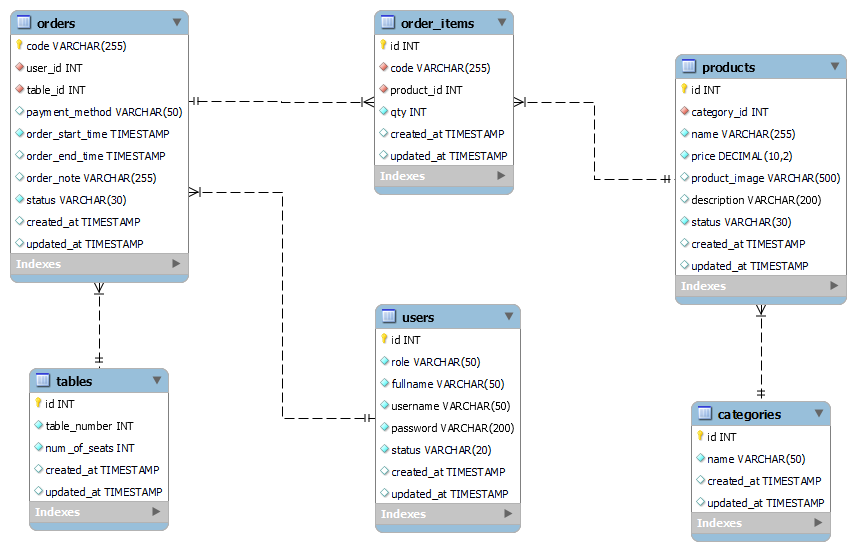 orders
code VARCHAR(255)
user_id INT
table_id INT
payment_method VARCHAR(50)
order_start_time TIMESTAMP
order_end_time TIMESTAMP
order_note VARCHAR(255)
status VARCHAR(30)
created_at TIMESTAMP
updated_at TIMESTAMP
Indexes
order_items
id INT
code VARCHAR(255)
product_id INT
qty INT
created_at TIMESTAMP
updated_at TIMESTAMP
Indexes
products
id INT
category_id INT
name VARCHAR(255)
price DECIMAL(10,2)
product_image VARCHAR(500)
description VARCHAR(200)
status VARCHAR(30)
created_at TIMESTAMP
updated_at TIMESTAMP
Indexes
tables
id INT
table_number INT
num_of_seats INT
created_at TIMESTAMP
updated_at TIMESTAMP
Indexes
users
id INT
role VARCHAR(50)
fullname VARCHAR(50)
username VARCHAR(50)
password VARCHAR(200)
status VARCHAR(20)
created_at TIMESTAMP
updated_at TIMESTAMP
Indexes
categories
id INT
name VARCHAR(50)
created_at TIMESTAMP
updated_at TIMESTAMP
Indexes